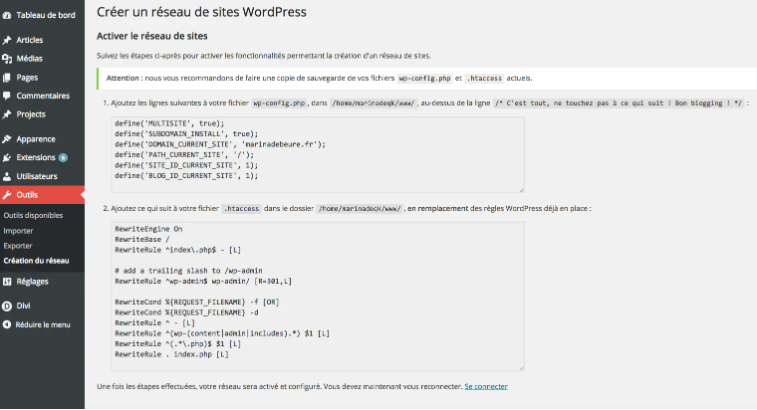 Tableau de bord
Articles
Médias
Pages
Commentaires
Projects
Apparence
Extensions
Utilisateurs
Outils
Outils disponibles
Importer
Exporter
Création du réseau
Réglages
Divi
Réduire le menu
Créer un réseau de sites WordPress
Activer le réseau de sites
Suivez les étapes ci-après pour activer les fonctionnalités permettant la création d'un réseau de sites.
Attention : nous vous recommandons de faire une copie de sauvegarde de vos fichiers wp-config.php et .htaccess actuels.
1. Ajoutez les lignes suivantes à votre fichier wp-config.php, dans /home/marinadeqk/www/, au-dessus de la ligne /* C'est tout, ne touchez pas à ce qui suit ! Bon blogging ! */ :
define('MULTISITE', true);
define('SUBDOMAIN_INSTALL', true);
define('DOMAIN_CURRENT_SITE', 'marinadebeure.fr');
define('PATH_CURRENT_SITE', '/');
define('SITE_ID_CURRENT_SITE', 1);
define('BLOG_ID_CURRENT_SITE', 1);
2. Ajoutez ce qui suit à votre fichier .htaccess dans le dossier /home/marinadeqk/www/, en remplacement des règles WordPress déjà en place :
RewriteEngine On
RewriteBase /
RewriteRule ^index\.php$ - [L]
# add a trailing slash to /wp-admin
RewriteRule ^wp-admin$ wp-admin/ [R=301,L]
RewriteCond %{REQUEST_FILENAME} -f [OR]
RewriteCond %{REQUEST_FILENAME} -d
RewriteRule ^ - [L]
RewriteRule ^(wp-(content|admin|includes).*) $1 [L]
RewriteRule ^(.*\.php)$ $1 [L]
RewriteRule . index.php [L]
Une fois les étapes effectuées, votre réseau sera activé et configuré. Vous devez maintenant vous reconnecter. Se connecter